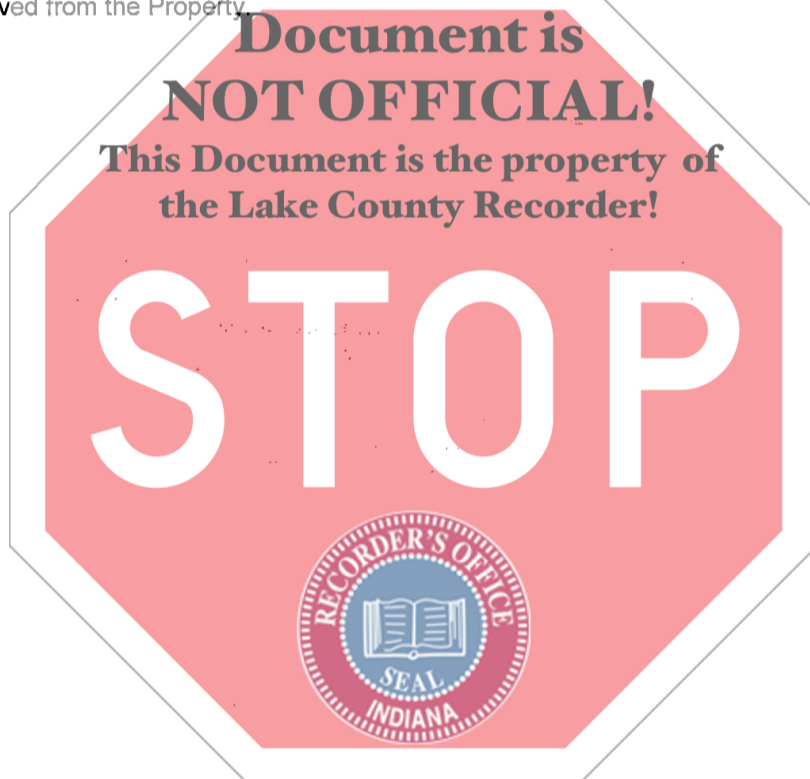 ved from the Property.
Document is
NOT OFFICIAL!
This Document is the property of
the Lake County Recorder!
STOP
RECORDER'S OFFICE
SEAL
INDIANA